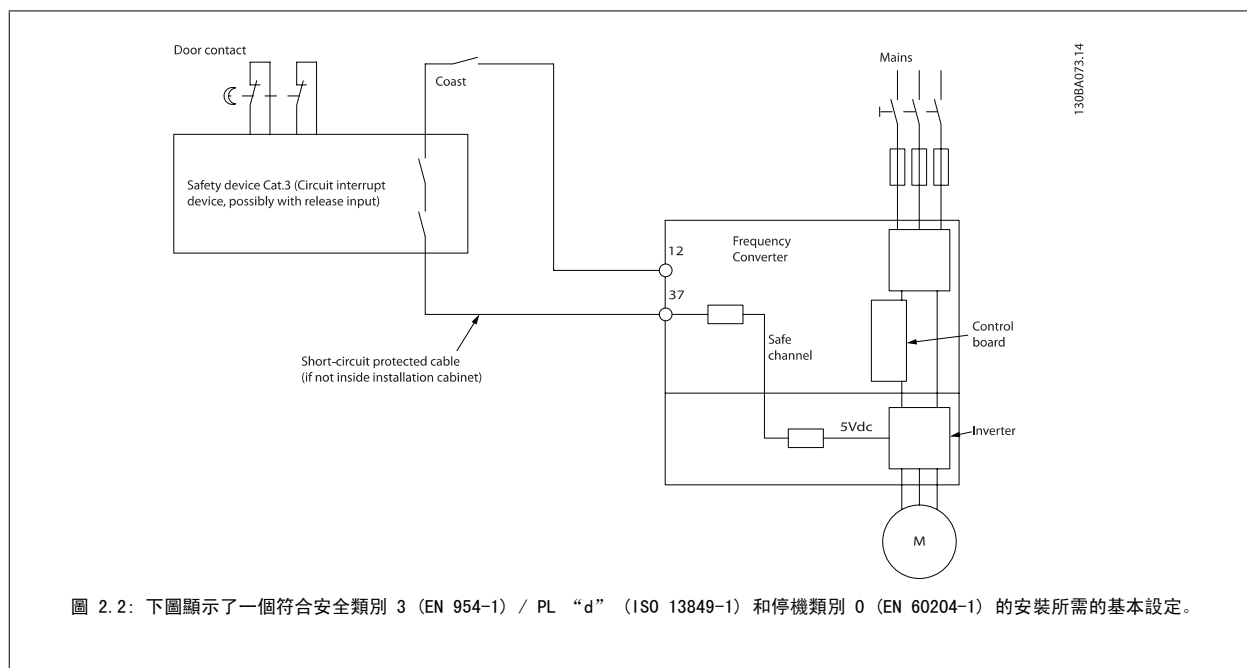 Door contact
Coast
Mains
130BA073.14
Safety device Cat.3 (Circuit interrupt
device, possibly with release input)
12
Frequency
Converter
37
Safe
channel
Control
board
Short-circuit protected cable
(if not inside installation cabinet)
5Vdc
Inverter
M
圖 2.2: 下圖顯示了一個符合安全類別 3 (EN 954-1) / PL “d” (ISO 13849-1) 和停機類別 0 (EN 60204-1) 的安裝所需的基本設定。